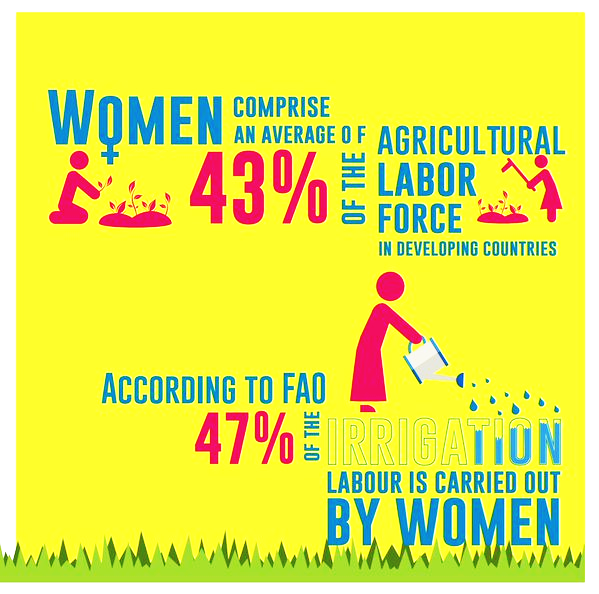 WOMEN COMPRISE
AN AVERAGE O F
43% OF THE
AGRICULTURAL
LABOR
FORCE
IN DEVELOPING COUNTRIES
ACCORDING TO FAO
47% OF THE
IRRIGATION
LABOUR IS CARRIED OUT
BY WOMEN